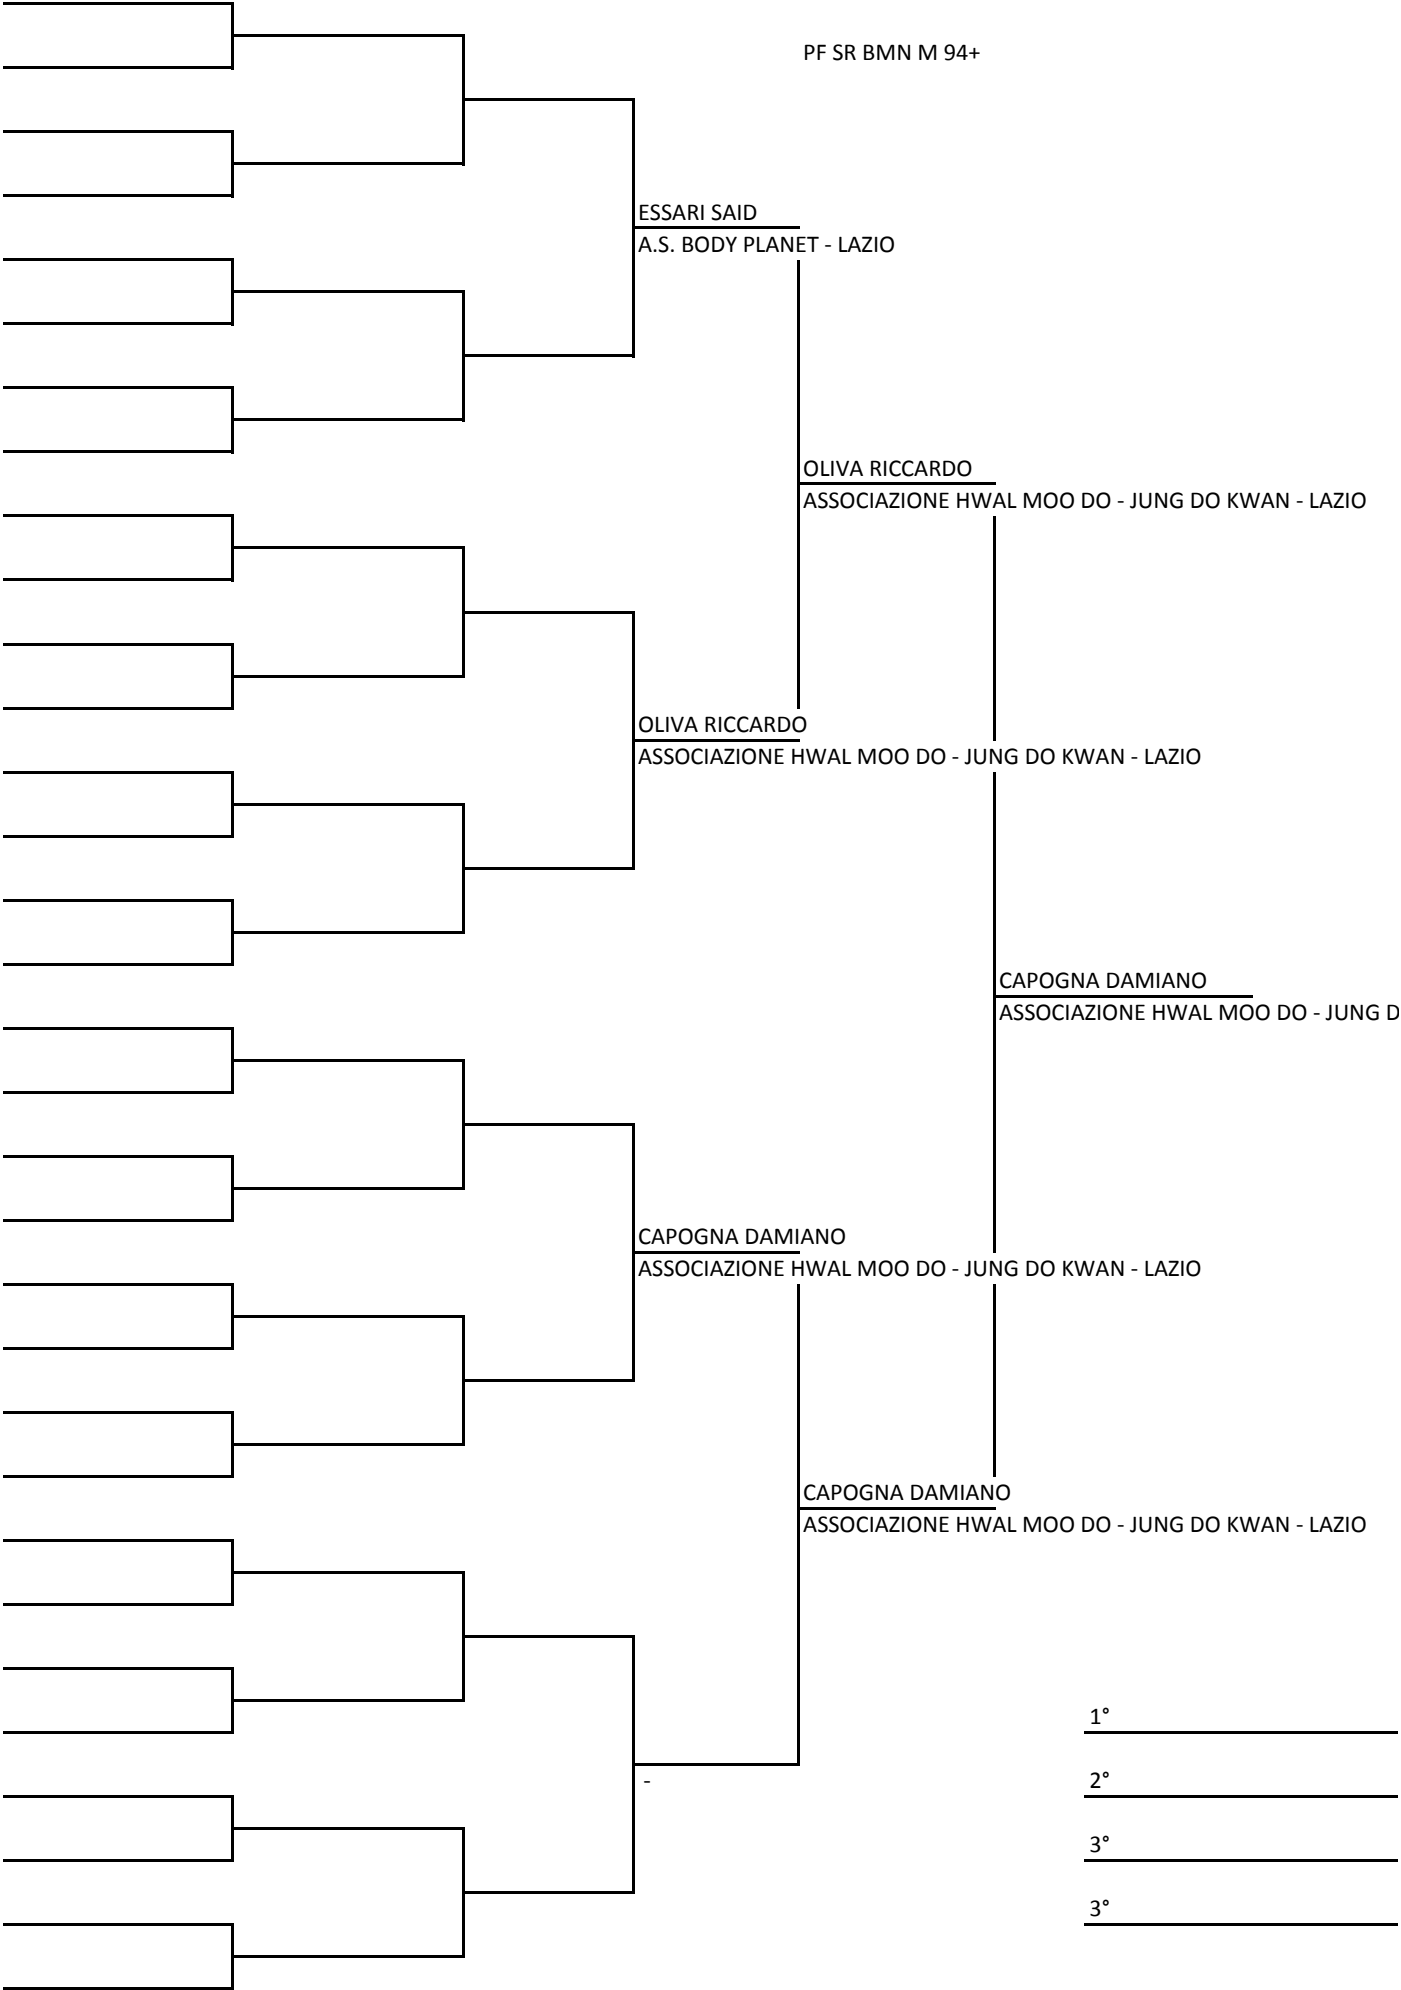 PF SR BMN M 94+
ESSARI SAID
A.S. BODY PLANET - LAZIO
OLIVA RICCARDO
ASSOCIAZIONE HWAL MOO DO - JUNG DO KWAN - LAZIO
OLIVA RICCARDO
ASSOCIAZIONE HWAL MOO DO - JUNG DO KWAN - LAZIO
CAPOGNA DAMIANO
ASSOCIAZIONE HWAL MOO DO - JUNG D
CAPOGNA DAMIANO
ASSOCIAZIONE HWAL MOO DO - JUNG DO KWAN - LAZIO
CAPOGNA DAMIANO
ASSOCIAZIONE HWAL MOO DO - JUNG DO KWAN - LAZIO
1°
-
2°
3°
3°